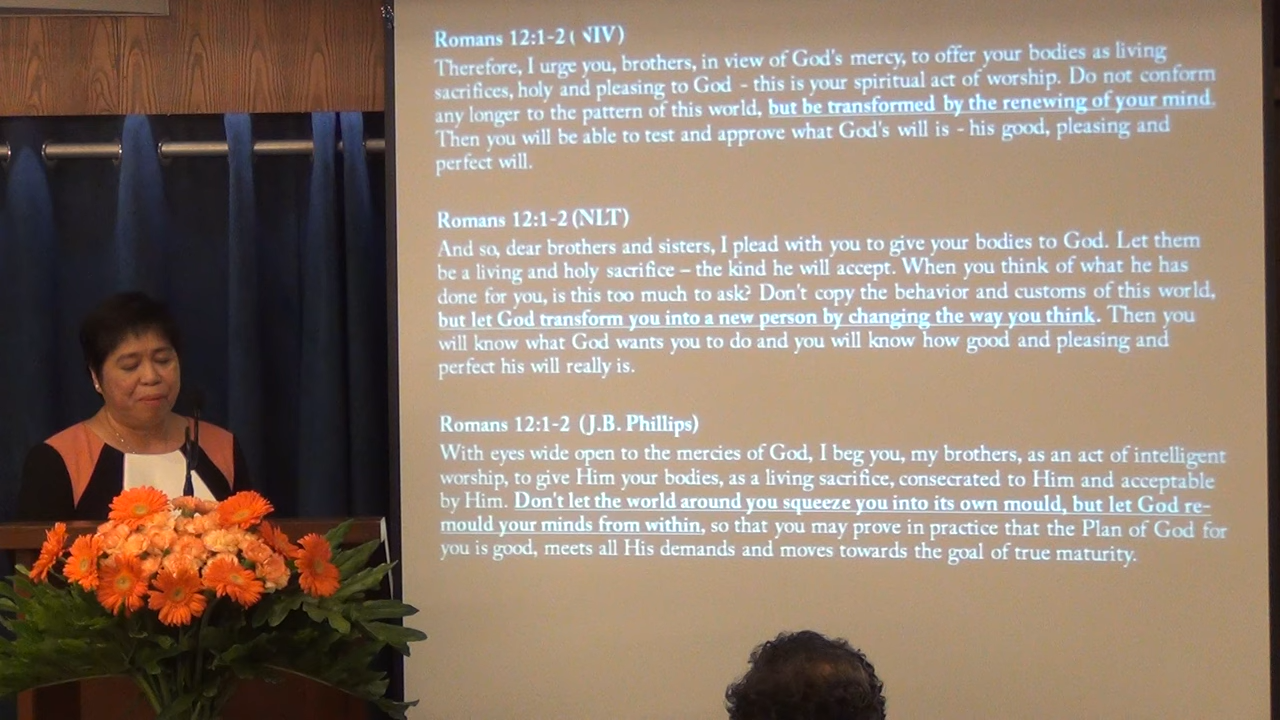 Romans 12:1-2 ( NIV)
Therefore, I urge you, brothers, in view of God's mercy, to offer your bodies as living
sacrifices, holy and pleasing to God - this is your spiritual act of worship. Do not conform
any longer to the pattern of this world, but be transformed by the renewing of your mind.
Then you will be able to test and approve what God's will is - his good, pleasing and
perfect will.
Romans 12:1-2 (NLT)
And so, dear brothers and sisters, I plead with you to give your bodies to God. Let them
be a living and holy sacrifice – the kind he will accept. When you think of what he has
done for you, is this too much to ask? Don't copy the behavior and customs of this world,
but let God transform you into a new person by changing the way you think. Then you
will know what God wants you to do and you will know how good and pleasing and
perfect his will really is.
Romans 12:1-2 (J.B. Phillips)
With eyes wide open to the mercies of God, I beg you, my brothers, as an act of intelligent
worship, to give Him your bodies, as a living sacrifice, consecrated to Him and acceptable
by Him. Don't let the world around you squeeze you into its own mould, but let God re-
mould your minds from within, so that you may prove in practice that the Plan of God for
you is good, meets all His demands and moves towards the goal of true maturity.